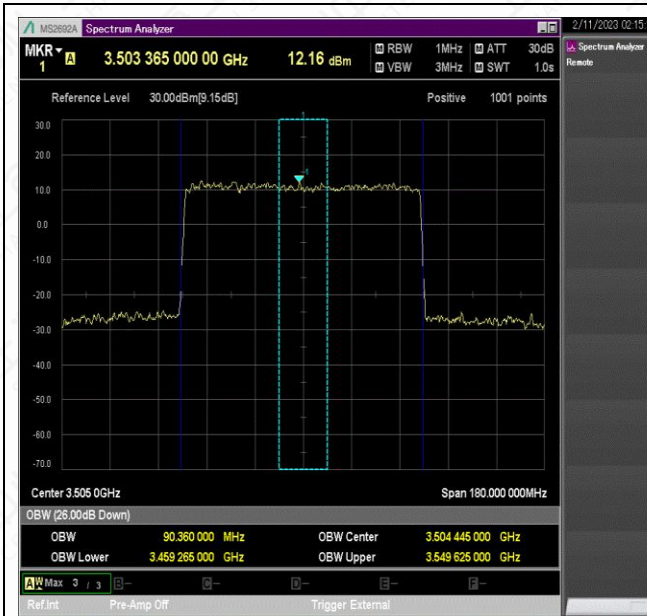 MS2692A Spectrum Analyzer
2/11/2023 02:15:
MKR 1 A 3.503 365 000 00 GHz 12.16 dBm M RBW 1MHz M ATT 30dB
M VBW 3MHz M SWT 1.0s
Spectrum Analyzer
Remote
Reference Level 30.00dBm[9.15dB] Positive 1001 points
30.0
20.0
10.0
0.0
-10.0
-20.0
-30.0
-40.0
-50.0
-60.0
-70.0
1
Center 3.505 0GHz Span 180.000 000MHz
OBW (26.00dB Down)
OBW 90.360 000 MHz OBW Center 3.504 445 000 GHz
OBW Lower 3.459 265 000 GHz OBW Upper 3.549 625 000 GHz
A W Max 3 / 3 B- C- D- E- F-
Ref.Int Pre-Amp Off Trigger External